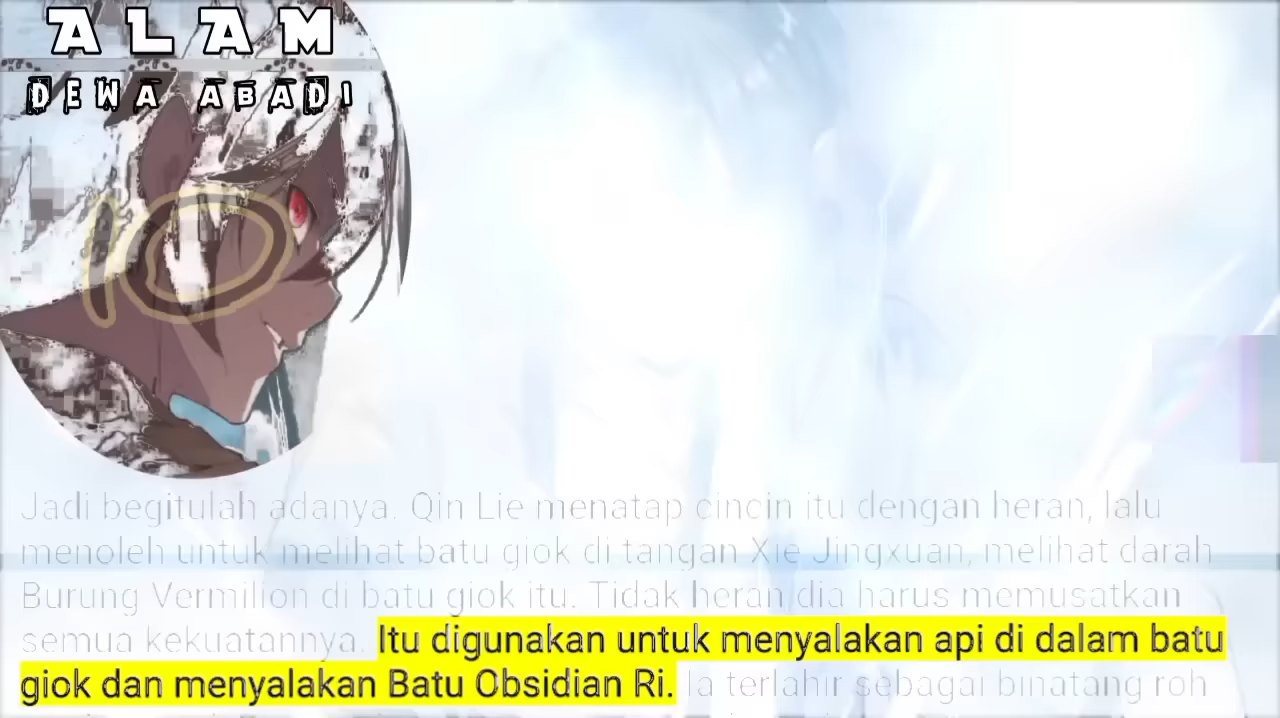 ALAM
DEWA ABADI
10
Jadi begitulah adanya. Qin Lie menatap cincin itu dengan heran, lalu
menoleh untuk melihat batu giok di tangan Xie Jingxuan, melihat darah
Burung Vermilion di batu giok itu. Tidak heran dia harus memusatkan
semua kekuatannya. Itu digunakan untuk menyalakan api di dalam batu
giok dan menyalakan Batu Obsidian Ri. Ia terlahir sebagai binatang roh